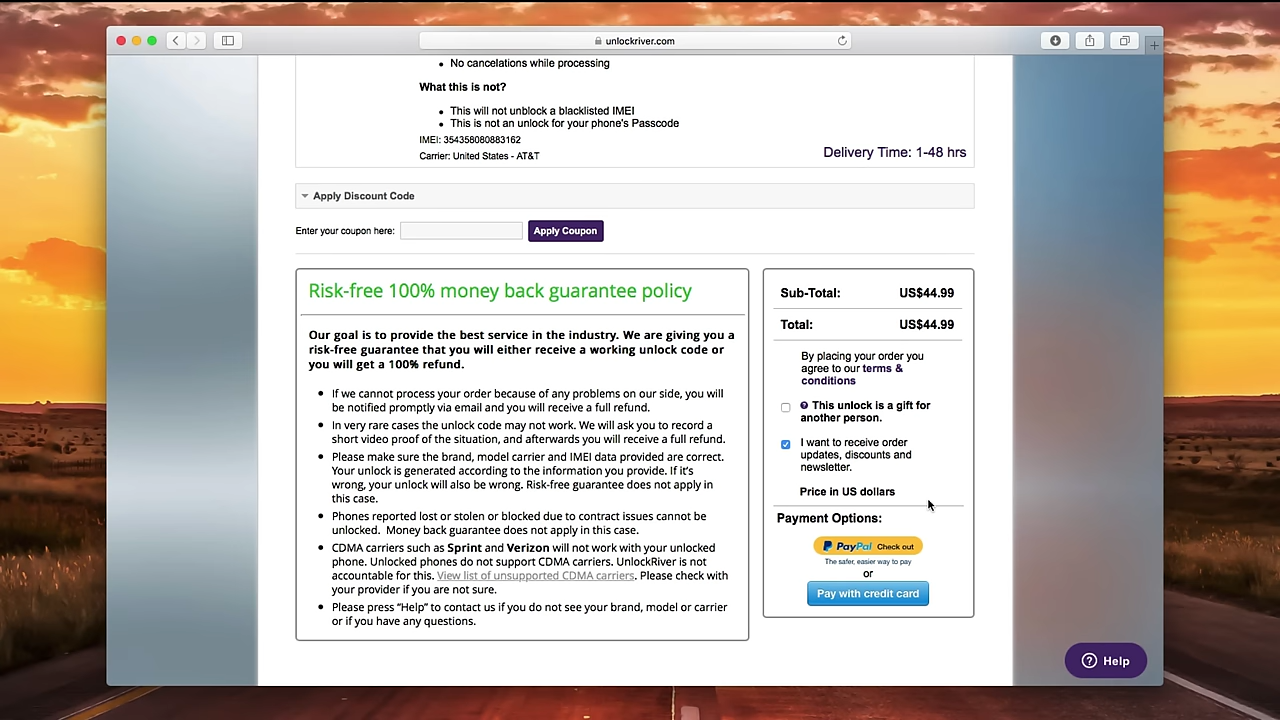 unlockriver.com
No cancelations while processing
What this is not?
This will not unblock a blacklisted IMEI
This is not an unlock for your phone's Passcode
IMEI: 354358080883162
Carrier: United States - AT&T
Delivery Time: 1-48 hrs
Apply Discount Code
Enter your coupon here:
Apply Coupon
Risk-free 100% money back guarantee policy
Our goal is to provide the best service in the industry. We are giving you a
risk-free guarantee that you will either receive a working unlock code or
you will get a 100% refund.
If we cannot process your order because of any problems on our side, you will
be notified promptly via email and you will receive a full refund.
In very rare cases the unlock code may not work. We will ask you to record a
short video proof of the situation, and afterwards you will receive a full refund.
Please make sure the brand, model carrier and IMEI data provided are correct.
Your unlock is generated according to the information you provide. If it's
wrong, your unlock will also be wrong. Risk-free guarantee does not apply in
this case.
Phones reported lost or stolen or blocked due to contract issues cannot be
unlocked. Money back guarantee does not apply in this case.
CDMA carriers such as Sprint and Verizon will not work with your unlocked
phone. Unlocked phones do not support CDMA carriers. UnlockRiver is not
accountable for this. View list of unsupported CDMA carriers. Please check with
your provider if you are not sure.
Please press "Help" to contact us if you do not see your brand, model or carrier
or if you have any questions.
Sub-Total: US$44.99
Total: US$44.99
By placing your order you
agree to our terms &
conditions
This unlock is a gift for
another person.
I want to receive order
updates, discounts and
newsletter.
Price in US dollars
Payment Options:
PayPal Check out
The safer, easier way to pay
or
Pay with credit card
Help